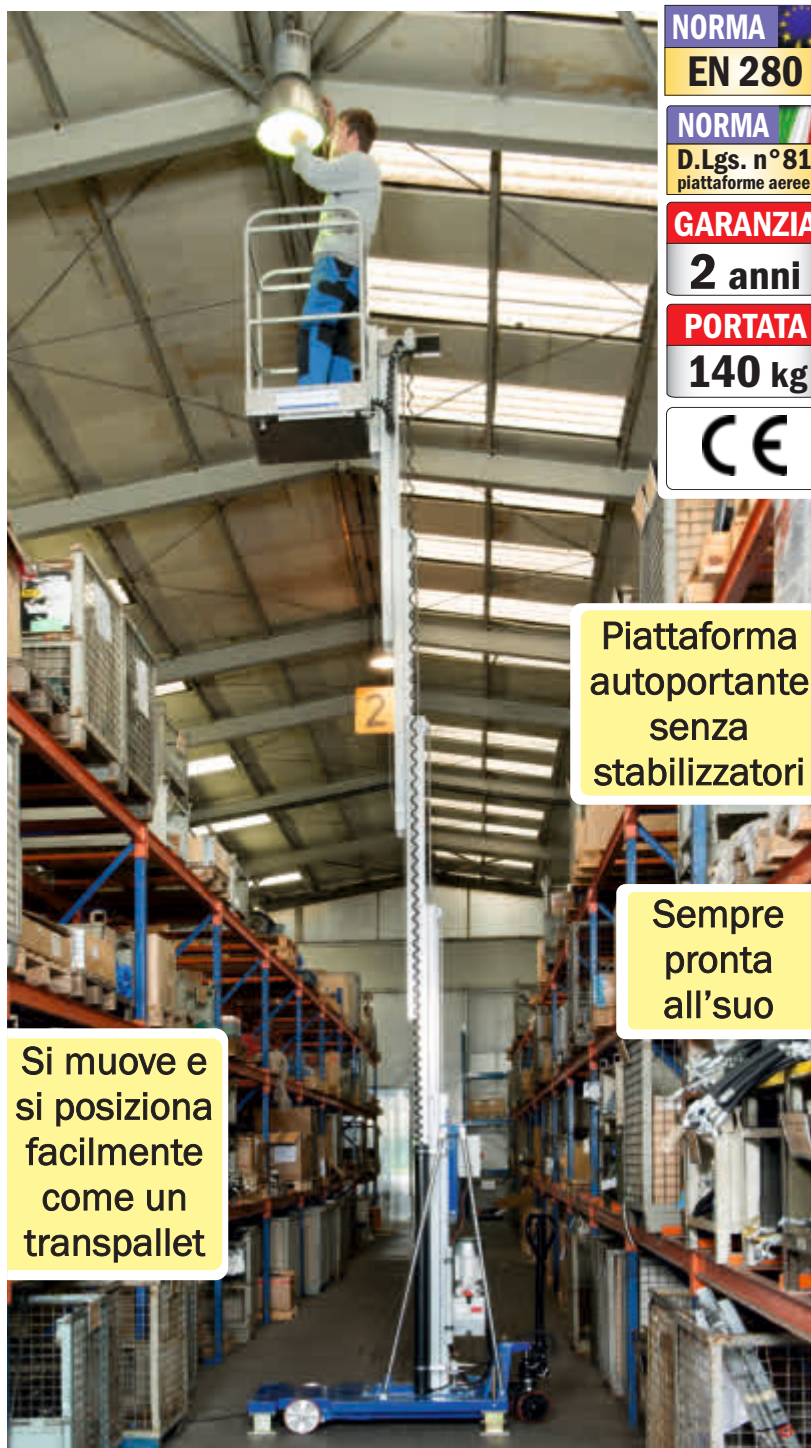 NORMA
EN 280
NORMA
D.Lgs. n°81
piattaforme aeree
GARANZIA
2 anni
PORTATA
140 kg
CE
Piattaforma
autoportante
senza
stabilizzatori
2
Sempre
pronta
all'suo
Si muove e
si posiziona
facilmente
come un
transpallet